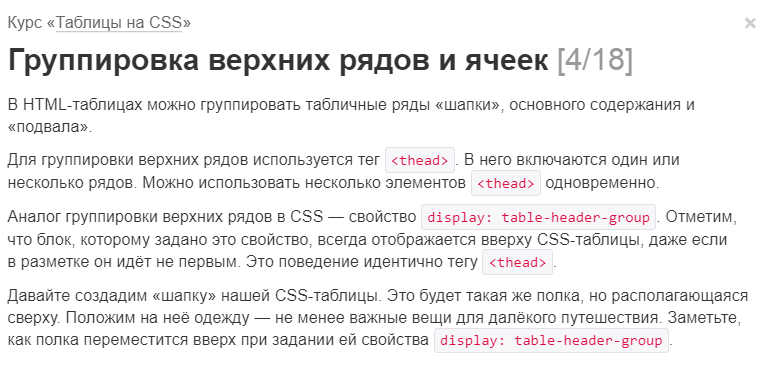 Курс «Таблицы на CSS»
Группировка верхних рядов и ячеек [4/18]
В HTML-таблицах можно группировать табличные ряды «шапки», основного содержания и
«подвала».
Для группировки верхних рядов используется тег <thead>. В него включаются один или
несколько рядов. Можно использовать несколько элементов <thead> одновременно.
Аналог группировки верхних рядов в CSS — свойство display: table-header-group. Отметим,
что блок, которому задано это свойство, всегда отображается вверху CSS-таблицы, даже если
в разметке он идёт не первым. Это поведение идентично тегу <thead>.
Давайте создадим «шапку» нашей CSS-таблицы. Это будет такая же полка, но располагающаяся
сверху. Положим на неё одежду — не менее важные вещи для далёкого путешествия. Заметьте,
как полка переместится вверх при задании ей свойства display: table-header-group.